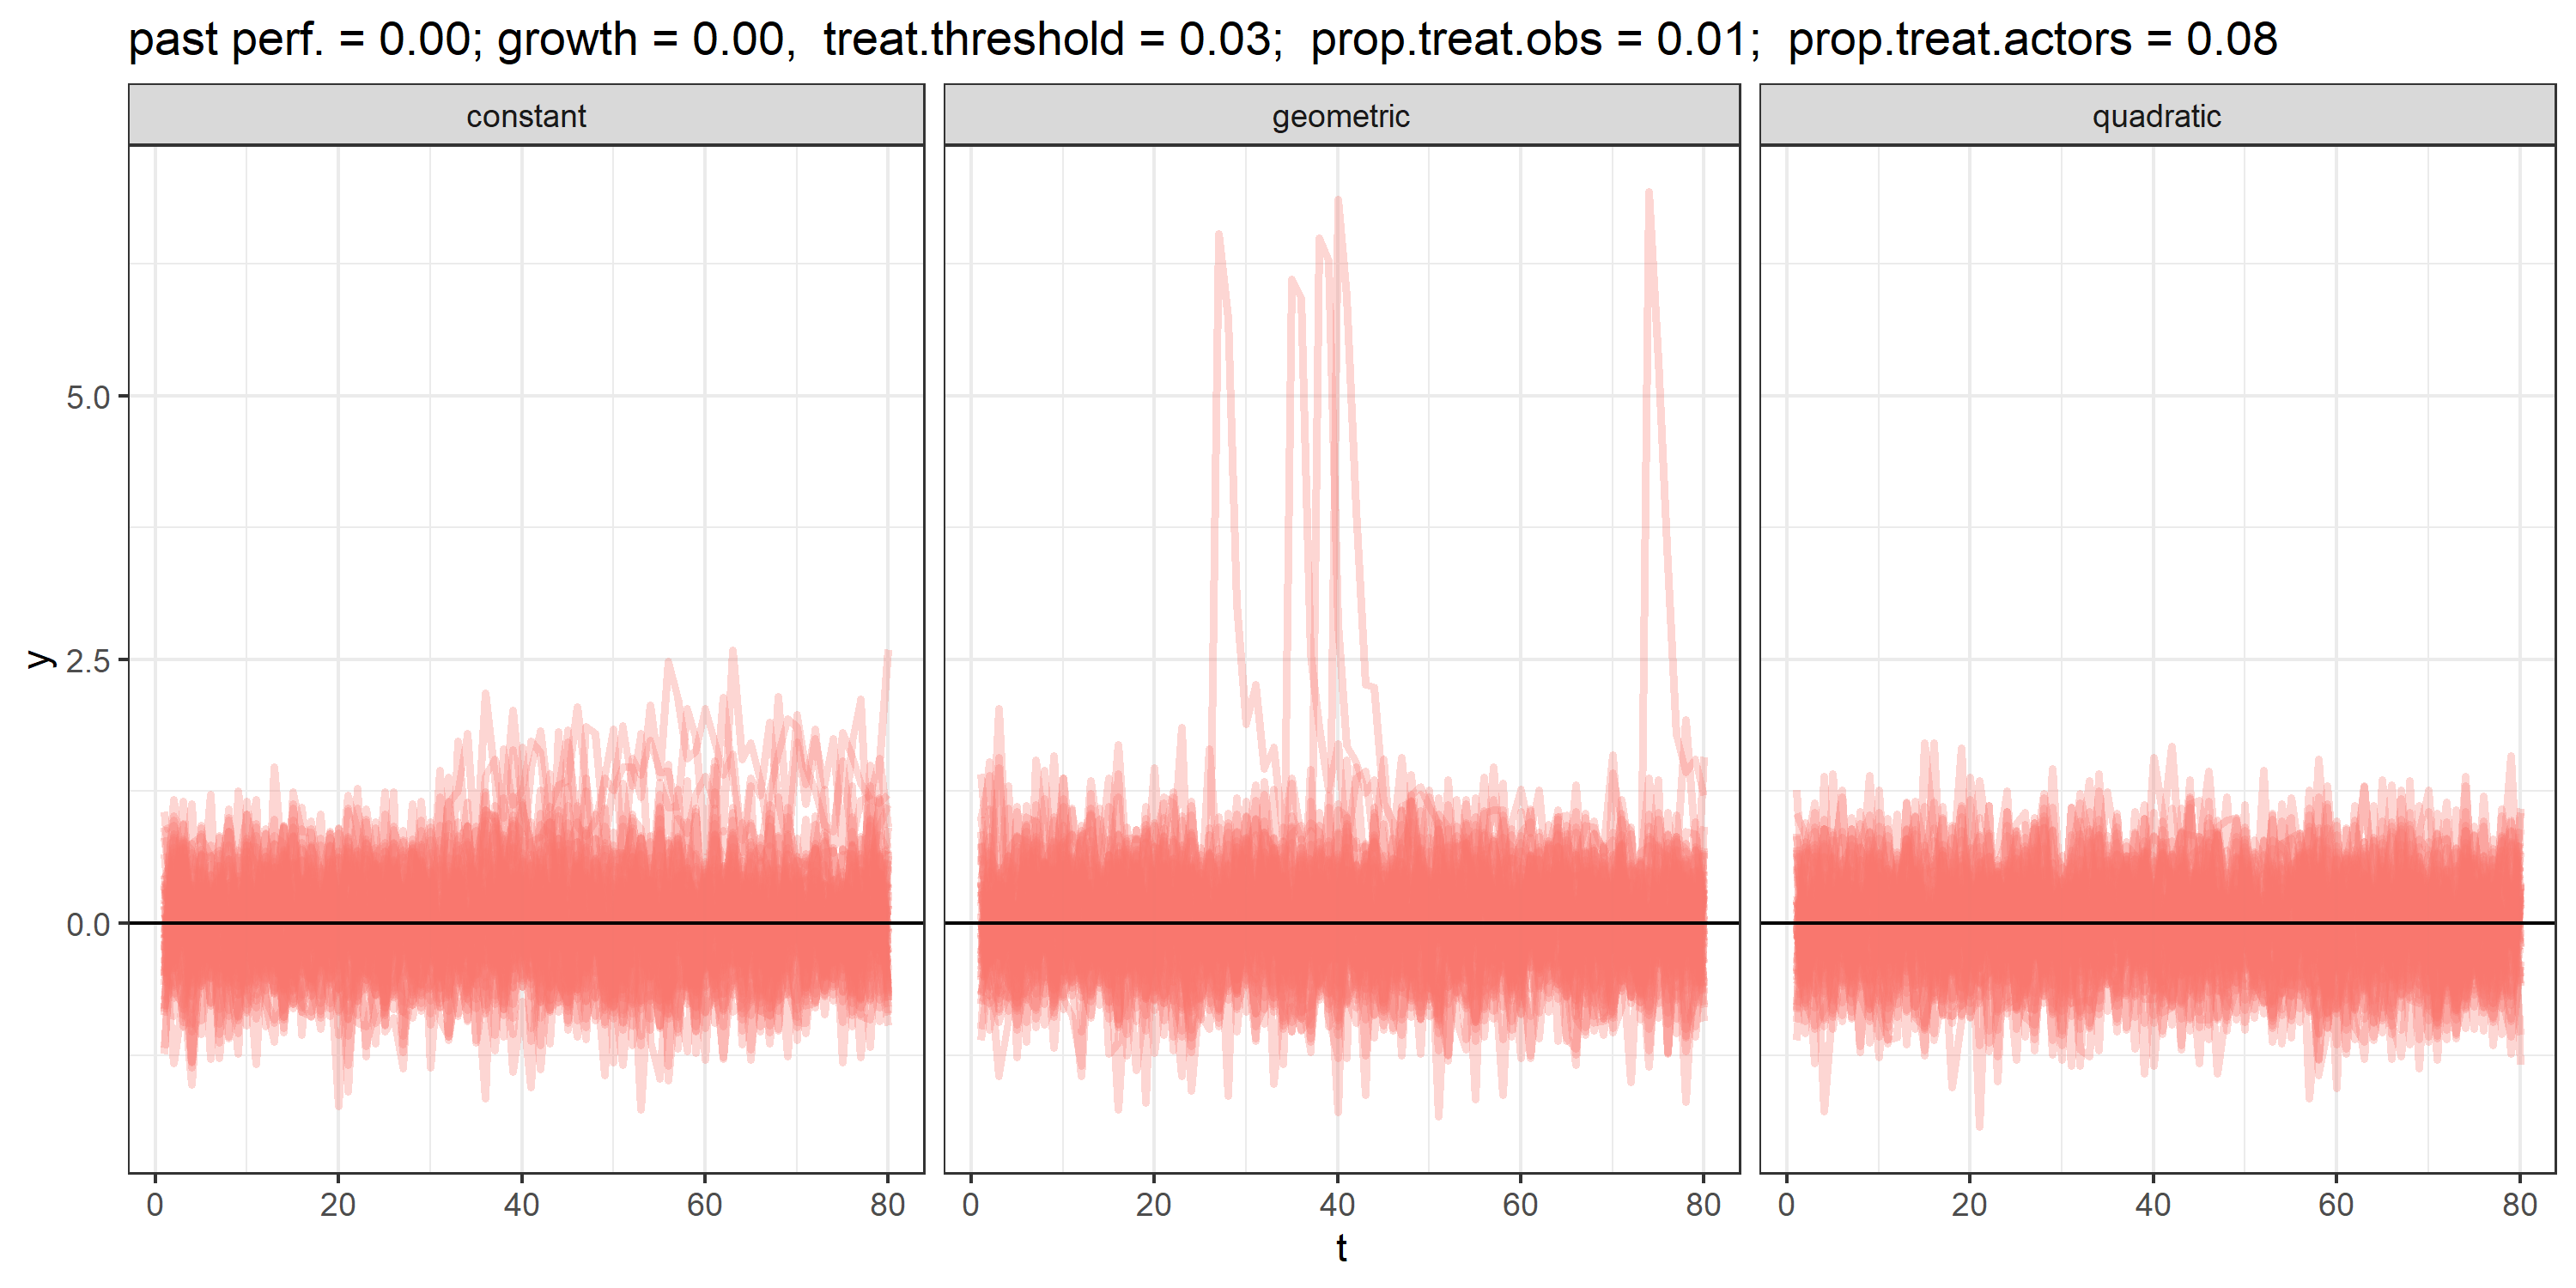 past perf. = 0.00; growth = 0.00,  treat.threshold = 0.03;  prop.treat.obs = 0.01;  prop.treat.actors = 0.08
constant geometric quadratic
y
5.0
2.5
0.0
0 20 40 60 80 0 20 40 60 80 0 20 40 60 80
t